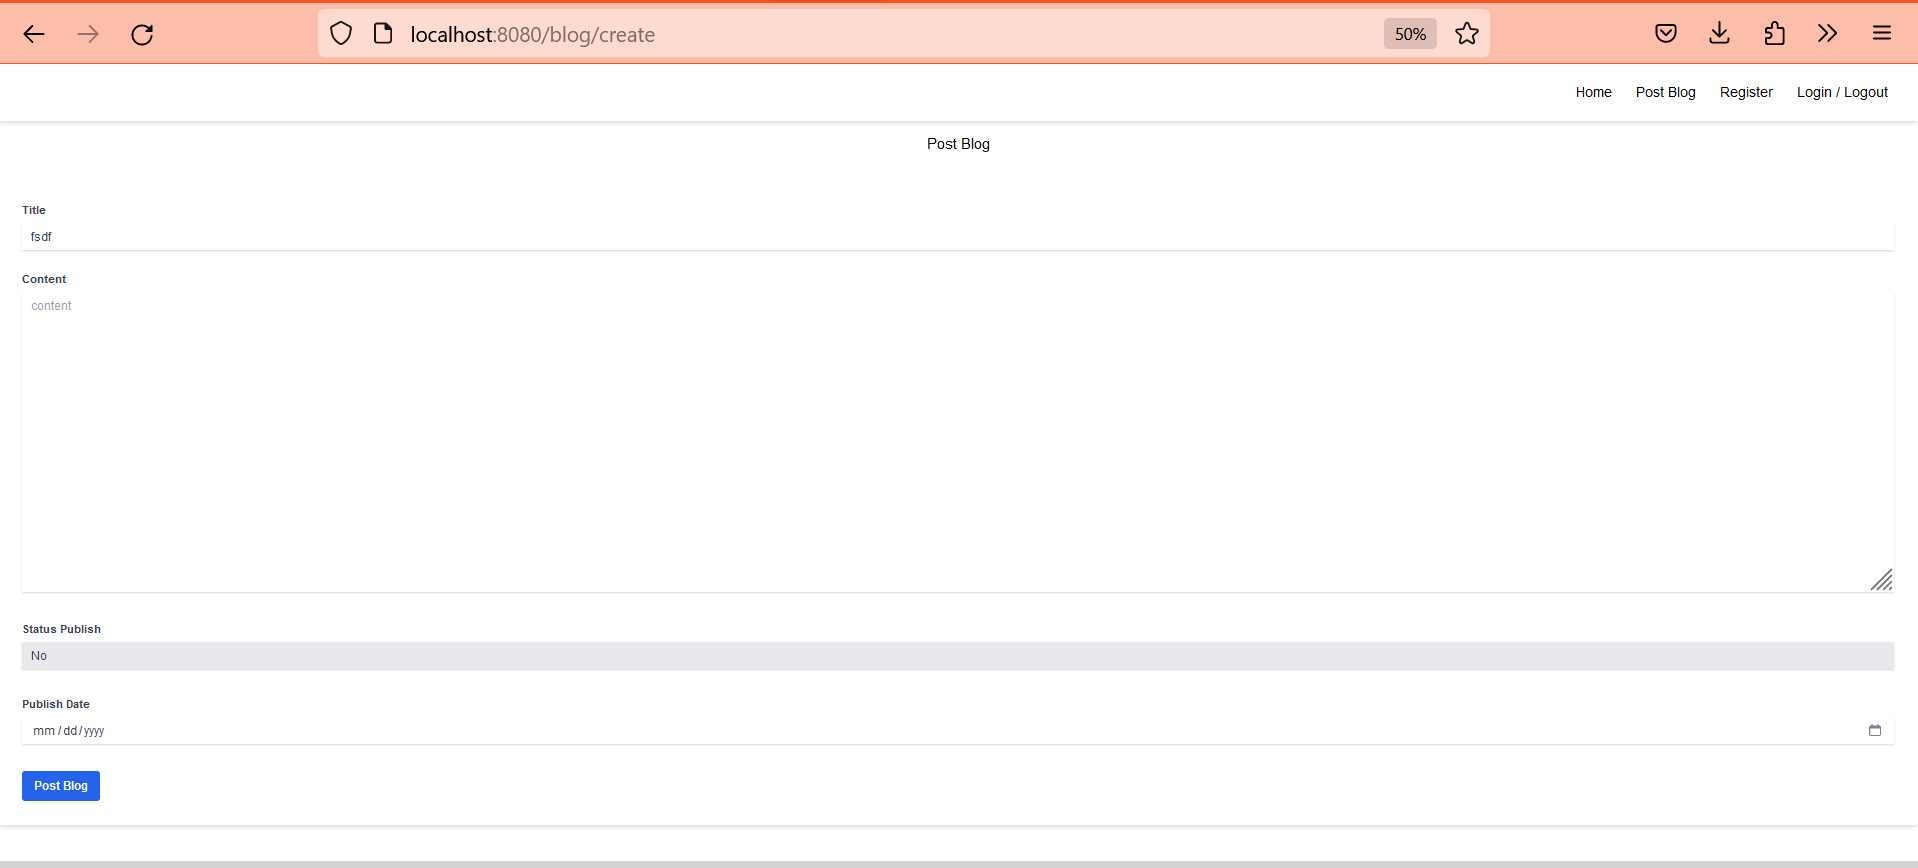 localhost:8080/blog/create 50%
Home Post Blog Register Login / Logout
Post Blog
Title
fsdf
Content
content
Status Publish
No
Publish Date
mm/dd/yyyy
Post Blog